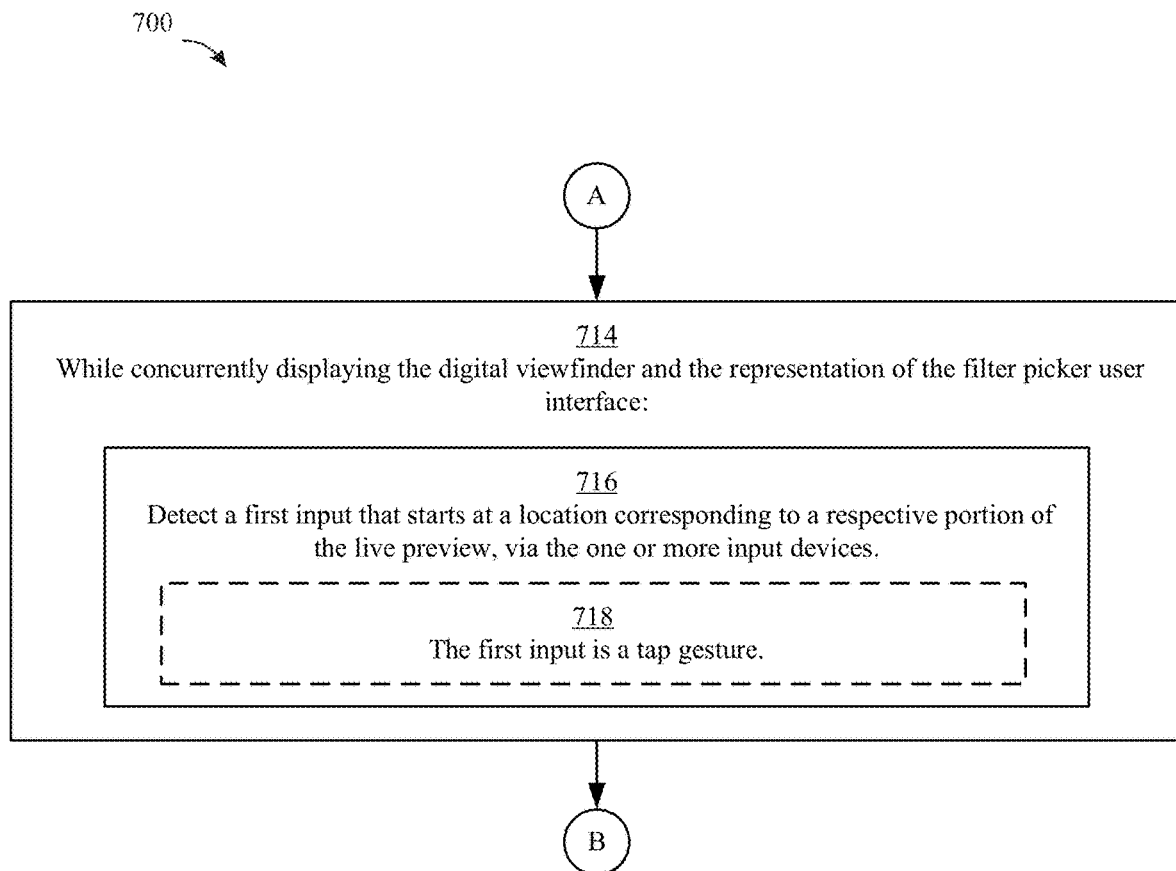 700
A
714
While concurrently displaying the digital viewfinder and the representation of the filter picker user
interface:
716
Detect a first input that starts at a location corresponding to a respective portion of
the live preview, via the one or more input devices.
718
The first input is a tap gesture.
B